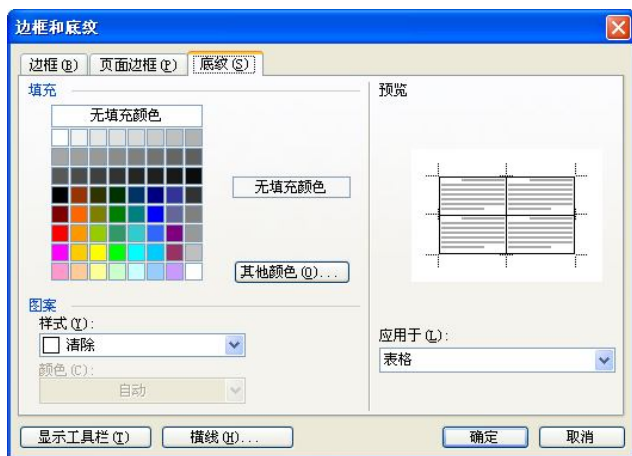 边框和底纹
边框(B) 页面边框(P) 底纹(S)
填充
无填充颜色
无填充颜色
其他颜色(O)...
图案
样式(Y):
清除
颜色(C):
自动
预览
应用于(L):
表格
显示工具栏(T) 横线(H)... 确定 取消